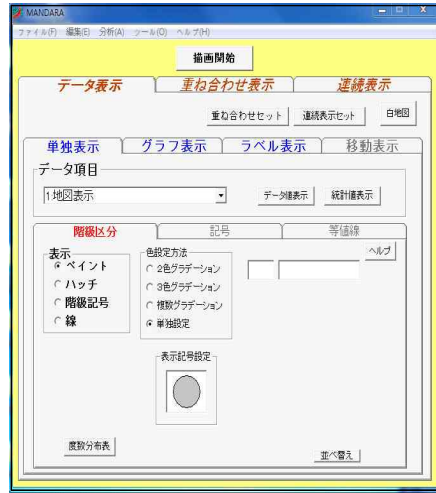 MANDARA
ファイル(F) 編集(E) 分析(A) ツール(O) ヘルプ(H)
描画開始
データ表示 重ね合わせ表示 連続表示
重ね合わせセット 連続表示セット 白地図
単独表示 グラフ表示 ラベル表示 移動表示
データ項目
1地図表示 データ値表示 統計値表示
階級区分 記号 等値線
表示 色設定方法 ヘルプ
ペイント 2色グラデーション
ハッチ 3色グラデーション
階級記号 複数グラデーション
線 単独設定
表示記号設定
度数分布表 並べ替え